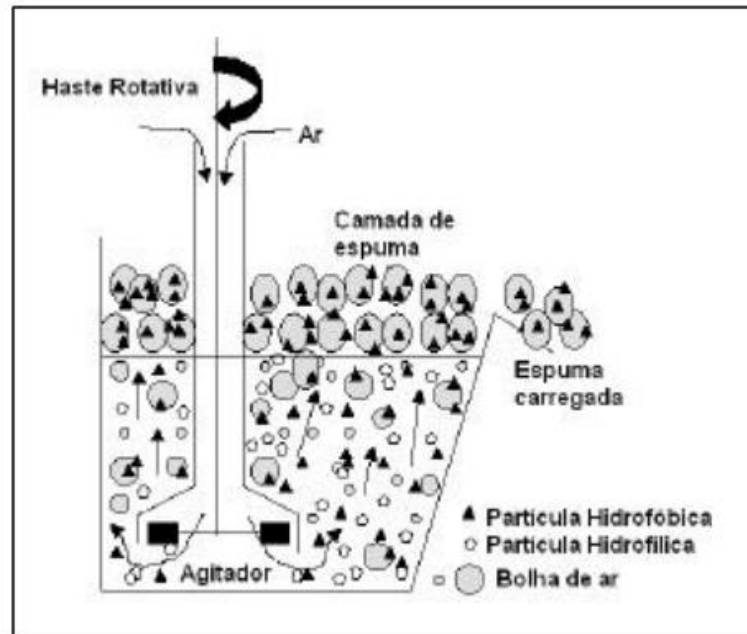 Haste Rotativa
Ar
Camada de
espuma
Espuma
carregada
Partícula Hidrofóbica
Partícula Hidrofílica
Bolha de ar
Agitador